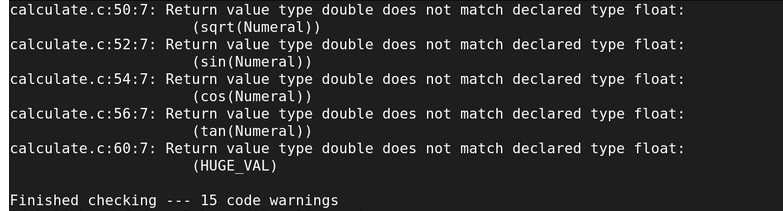 calculate.c:50:7: Return value type double does not match declared type float:
(sqrt(Numeral))
calculate.c:52:7: Return value type double does not match declared type float:
(sin(Numeral))
calculate.c:54:7: Return value type double does not match declared type float:
(cos(Numeral))
calculate.c:56:7: Return value type double does not match declared type float:
(tan(Numeral))
calculate.c:60:7: Return value type double does not match declared type float:
(HUGE_VAL)
Finished checking --- 15 code warnings